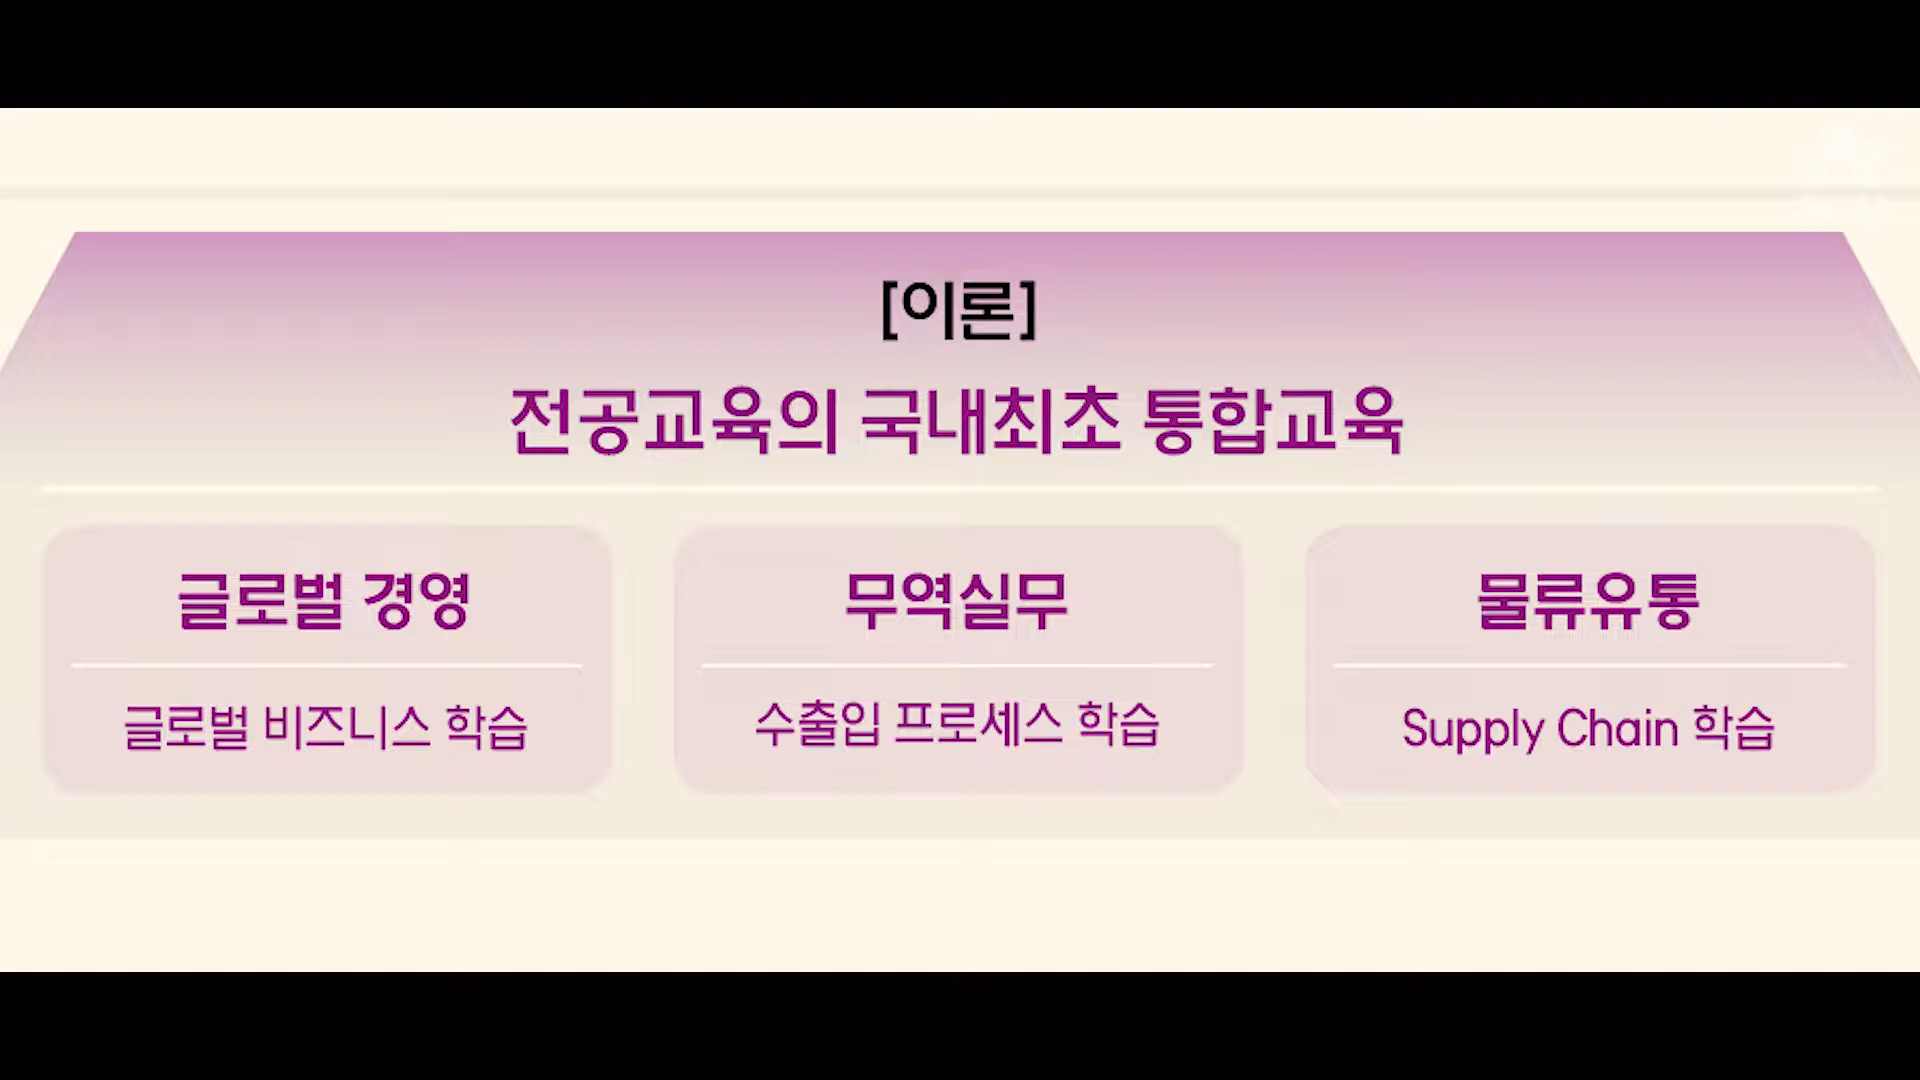 [이론]
전공교육의 국내최초 통합교육
글로벌 경영
글로벌 비즈니스 학습
무역실무
수출입 프로세스 학습
물류유통
Supply Chain 학습